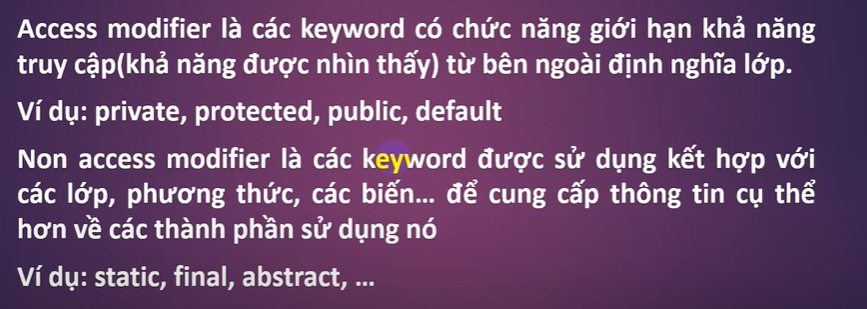 Access modifier là các keyword có chức năng giới hạn khả năng
truy cập(khả năng được nhìn thấy) từ bên ngoài định nghĩa lớp.
Ví dụ: private, protected, public, default
Non access modifier là các keyword được sử dụng kết hợp với
các lớp, phương thức, các biến... để cung cấp thông tin cụ thể
hơn về các thành phần sử dụng nó
Ví dụ: static, final, abstract, ...